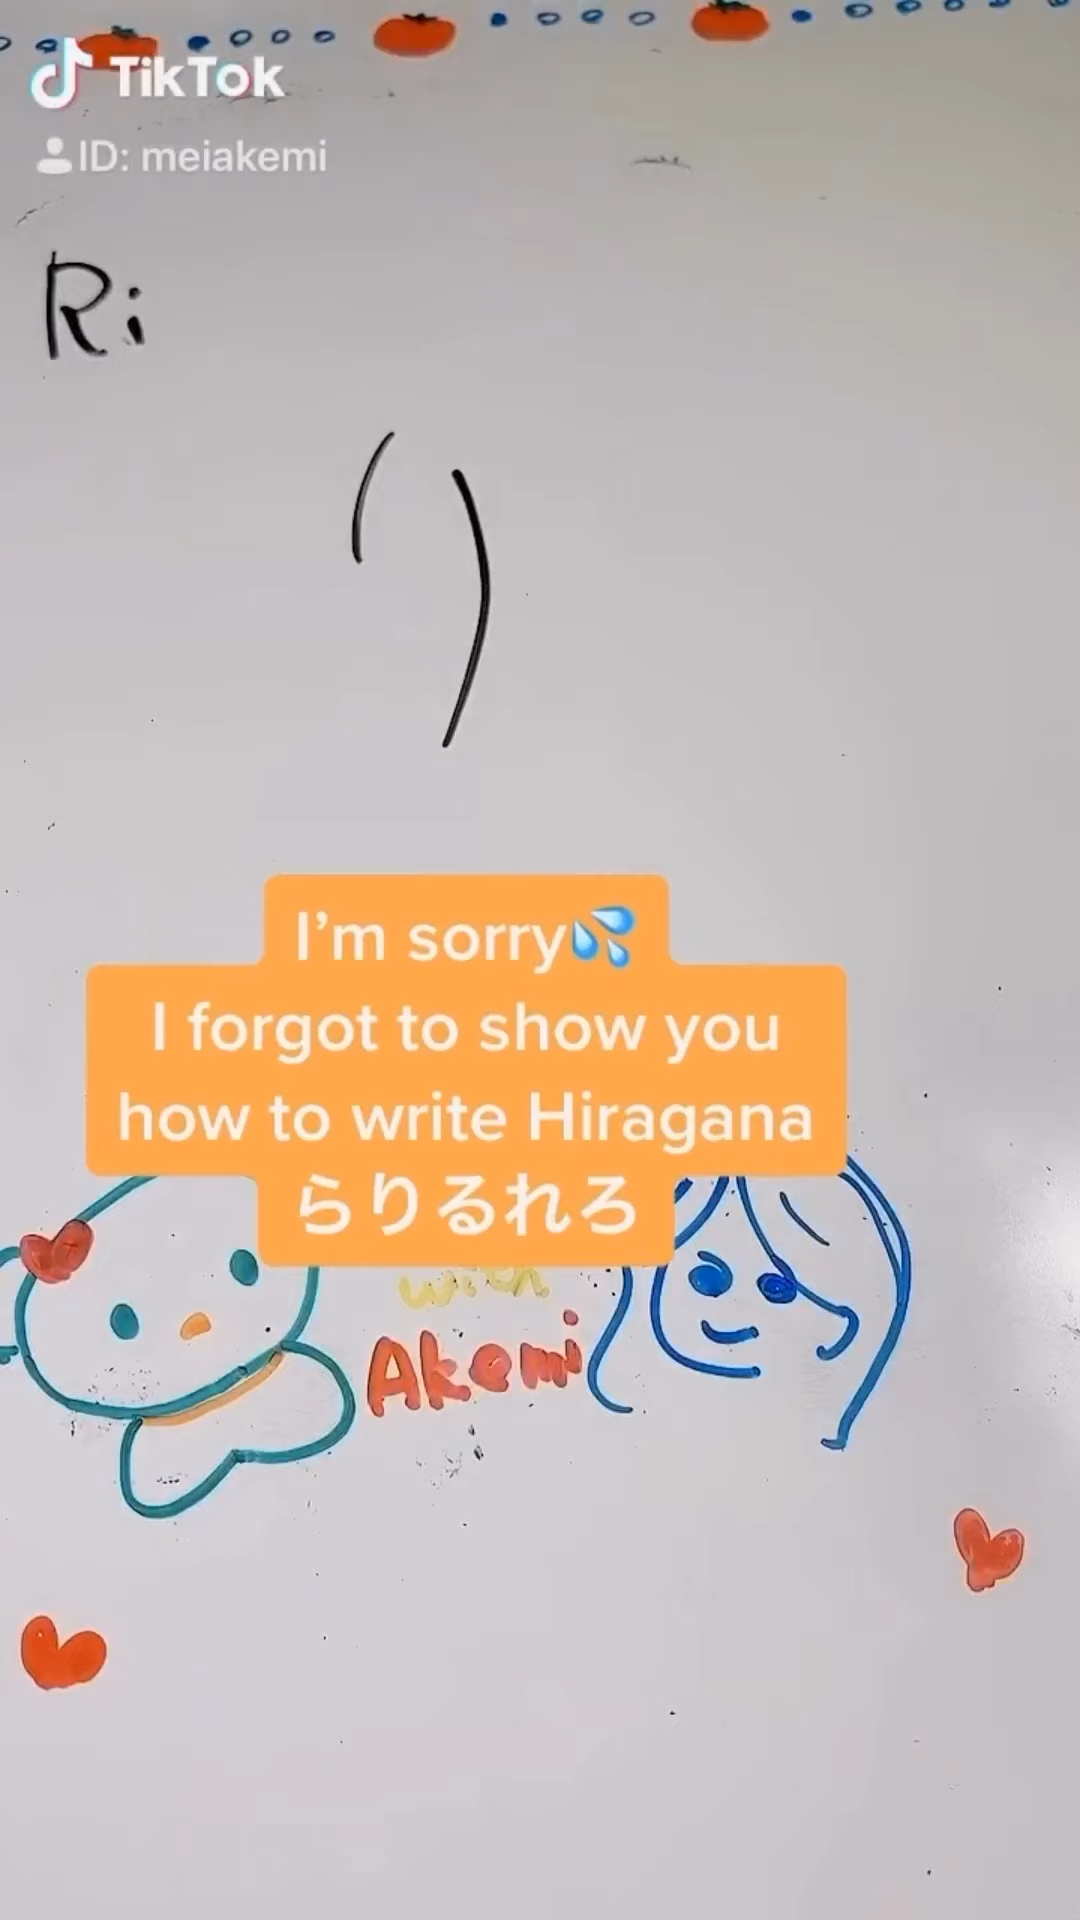 TikTok
ID: meiakemi
Ri
り
I’m sorry💦
I forgot to show you
how to write Hiragana
らりるれろ
with
Akemi